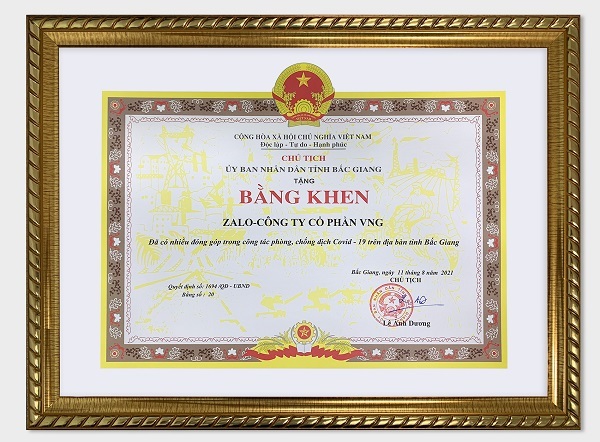 CỘNG HÒA XÃ HỘI CHỦ NGHĨA VIỆT NAM
Độc lập - Tự do - Hạnh phúc
CHỦ TỊCH
ỦY BAN NHÂN DÂN TỈNH BẮC GIANG
TẶNG
BẰNG KHEN
ZALO-CÔNG TY CỔ PHẦN VNG
Đã có nhiều đóng góp trong công tác phòng, chống dịch Covid - 19 trên địa bàn tỉnh Bắc Giang
Bắc Giang, ngày 11 tháng 8 năm 2021
CHỦ TỊCH
Quyết định số: 1694 /QĐ - UBND
Bảng số : 20
Lê Ánh Dương